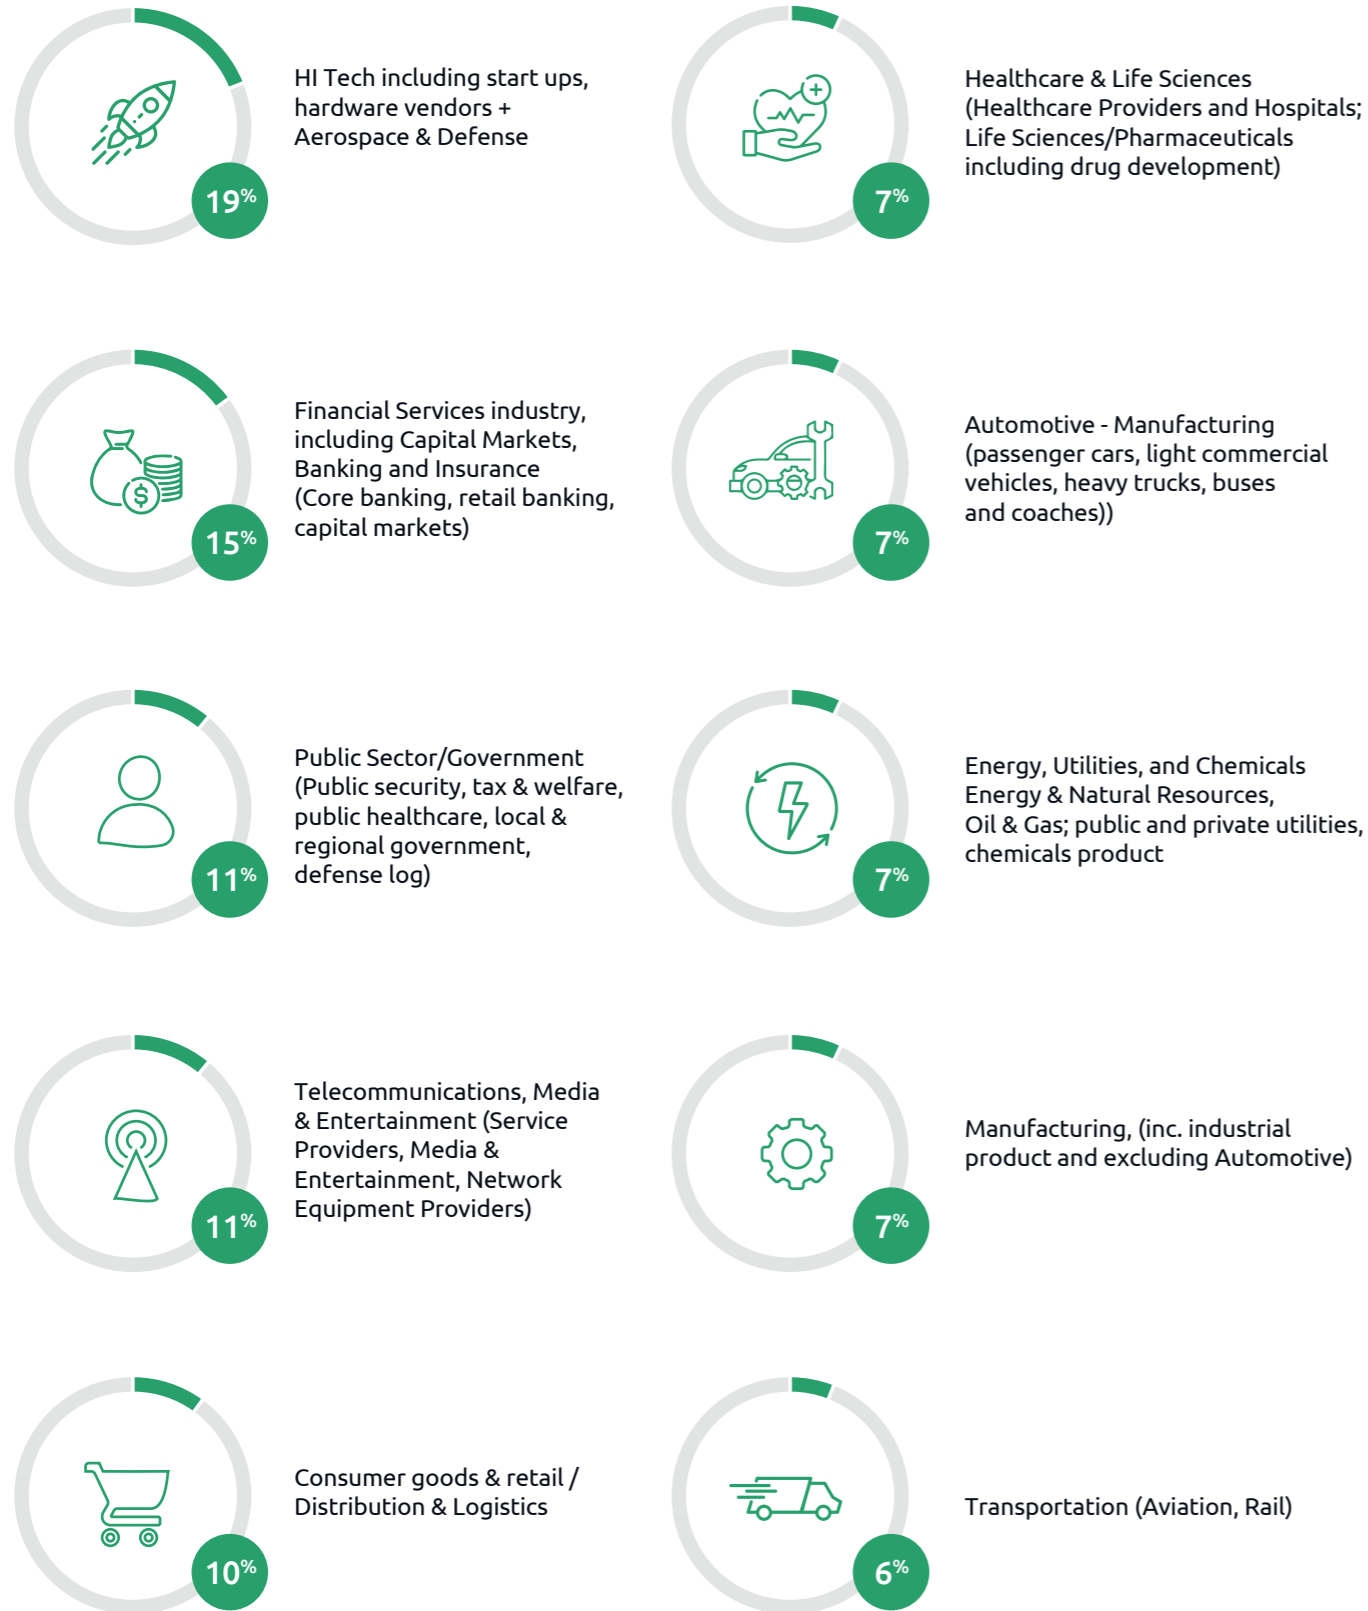 19%
HI Tech including start ups,
hardware vendors +
Aerospace & Defense
7%
Healthcare & Life Sciences
(Healthcare Providers and Hospitals;
Life Sciences/Pharmaceuticals
including drug development)
$
15%
Financial Services industry,
including Capital Markets,
Banking and Insurance
(Core banking, retail banking,
capital markets)
7%
Automotive - Manufacturing
(passenger cars, light commercial
vehicles, heavy trucks, buses
and coaches))
11%
Public Sector/Government
(Public security, tax & welfare,
public healthcare, local &
regional government,
defense log)
7%
Energy, Utilities, and Chemicals
Energy & Natural Resources,
Oil & Gas; public and private utilities,
chemicals product
11%
Telecommunications, Media
& Entertainment (Service
Providers, Media &
Entertainment, Network
Equipment Providers)
7%
Manufacturing, (inc. industrial
product and excluding Automotive)
10%
Consumer goods & retail /
Distribution & Logistics
6%
Transportation (Aviation, Rail)